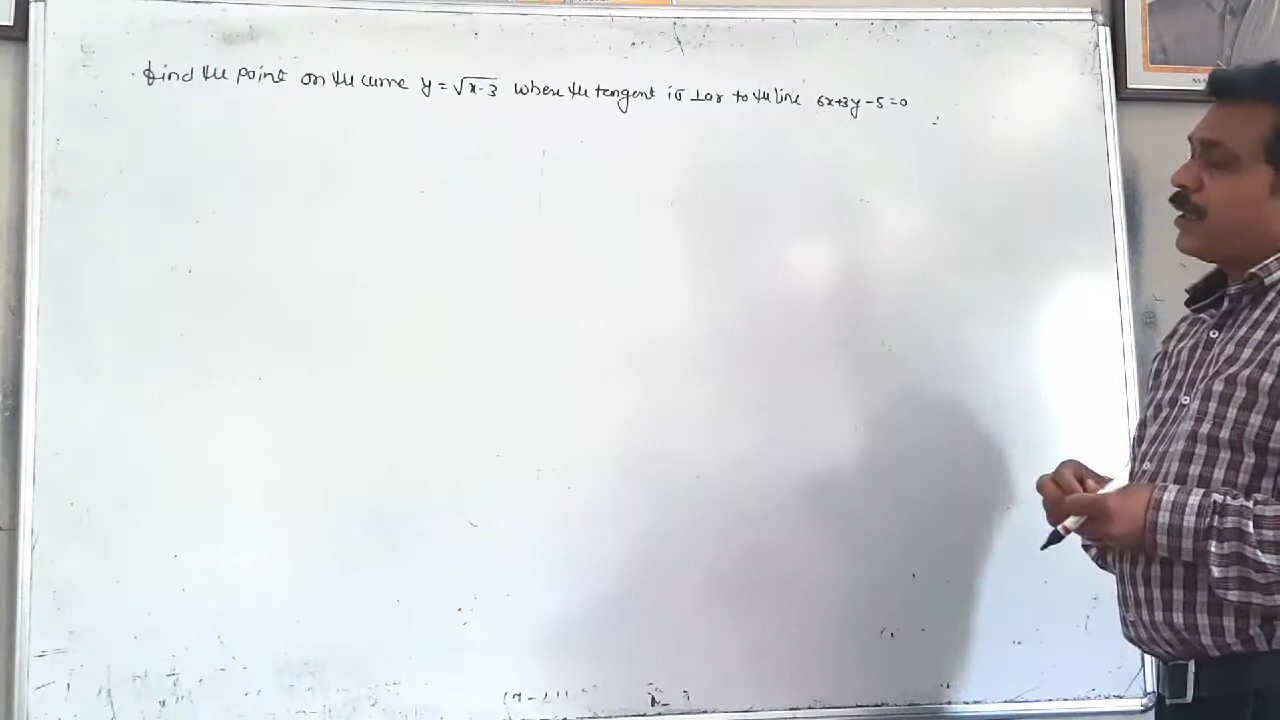 find the point on the curve y = √x-3 where the tangent is ⊥ar to the line 6x+3y-5=0